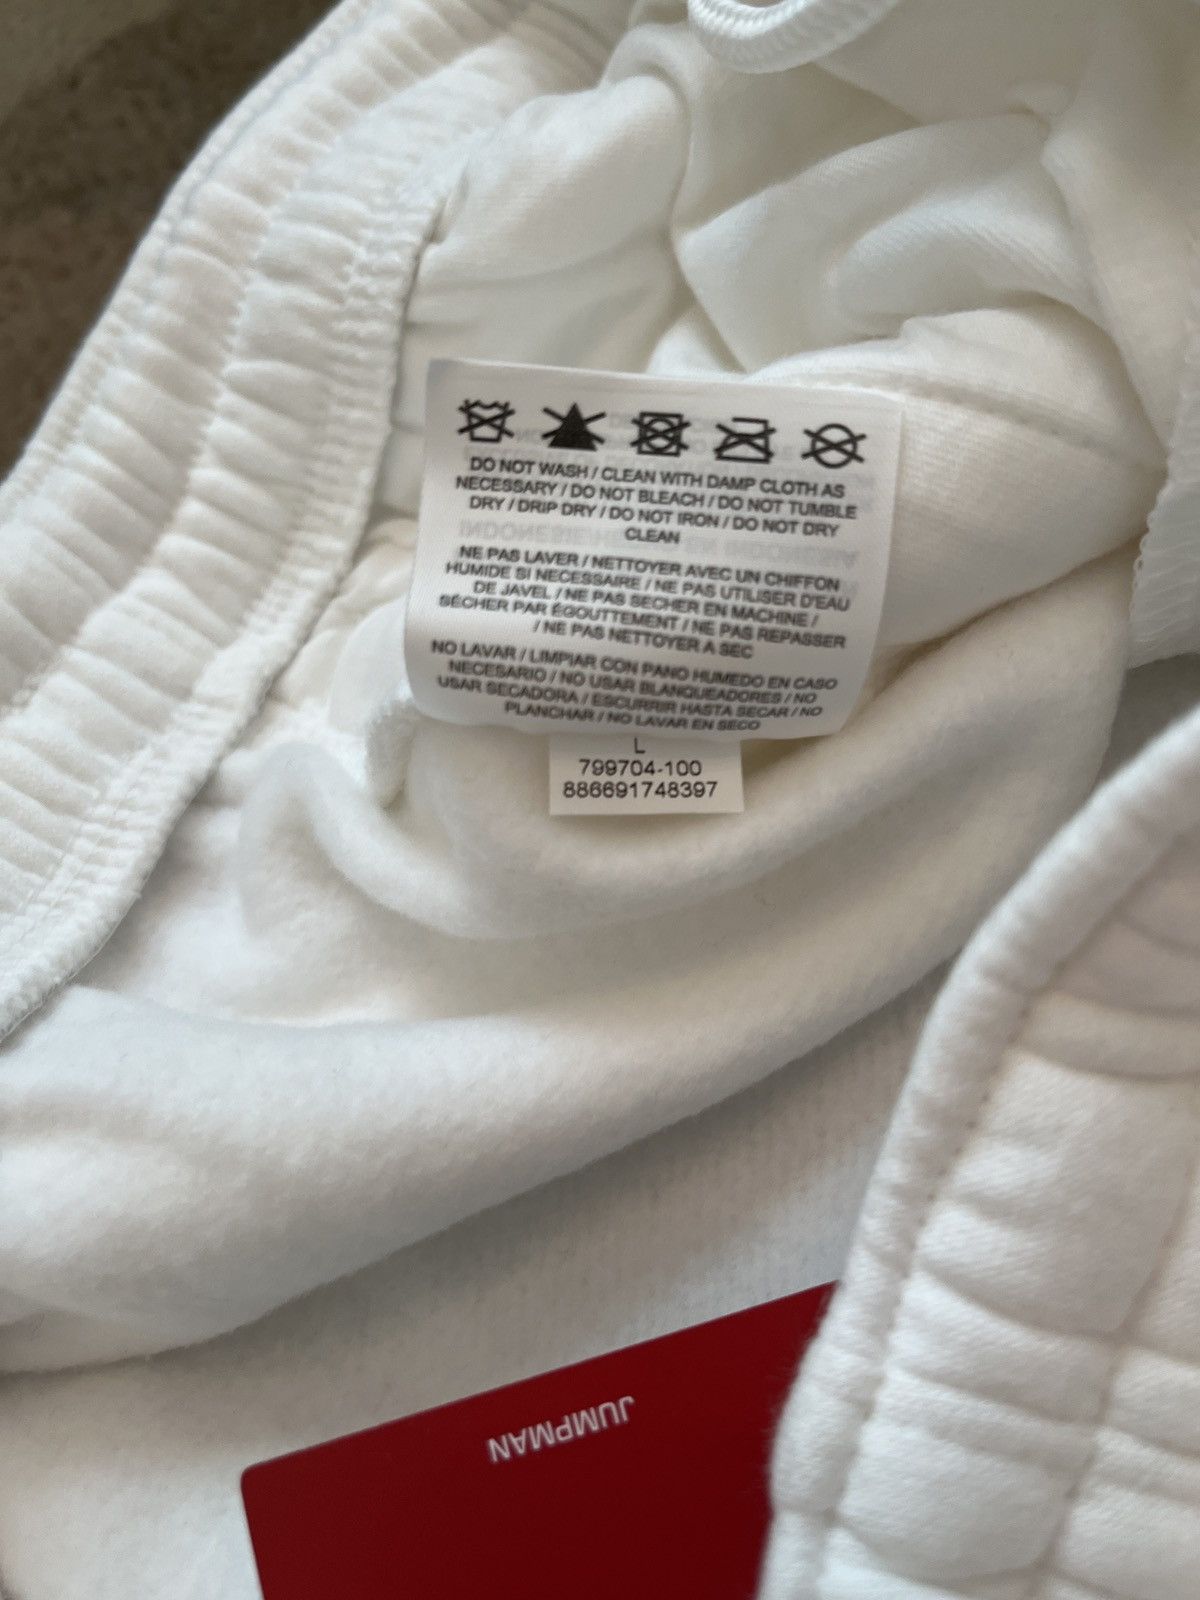 DO NOT WASH / CLEAN WITH DAMP CLOTH AS
NECESSARY / DO NOT BLEACH / DO NOT TUMBLE
DRY / DRIP DRY / DO NOT IRON / DO NOT DRY
CLEAN
NE PAS LAVER / NETTOYER AVEC UN CHIFFON
HUMIDE SI NECESSAIRE / NE PAS UTILISER D'EAU
DE JAVEL / NE PAS SECHER EN MACHINE /
SÉCHER PAR ÉGOUTTEMENT / NE PAS REPASSER
/ NE PAS NETTOYER A SEC
NO LAVAR / LIMPIAR CON PANO HUMEDO EN CASO
NECESARIO / NO USAR BLANQUEADORES / NO
USAR SECADORA / ESCURRIR HASTA SECAR / NO
PLANCHAR / NO LAVAR EN SECO
L
799704-100
886691748397
JUMPMAN